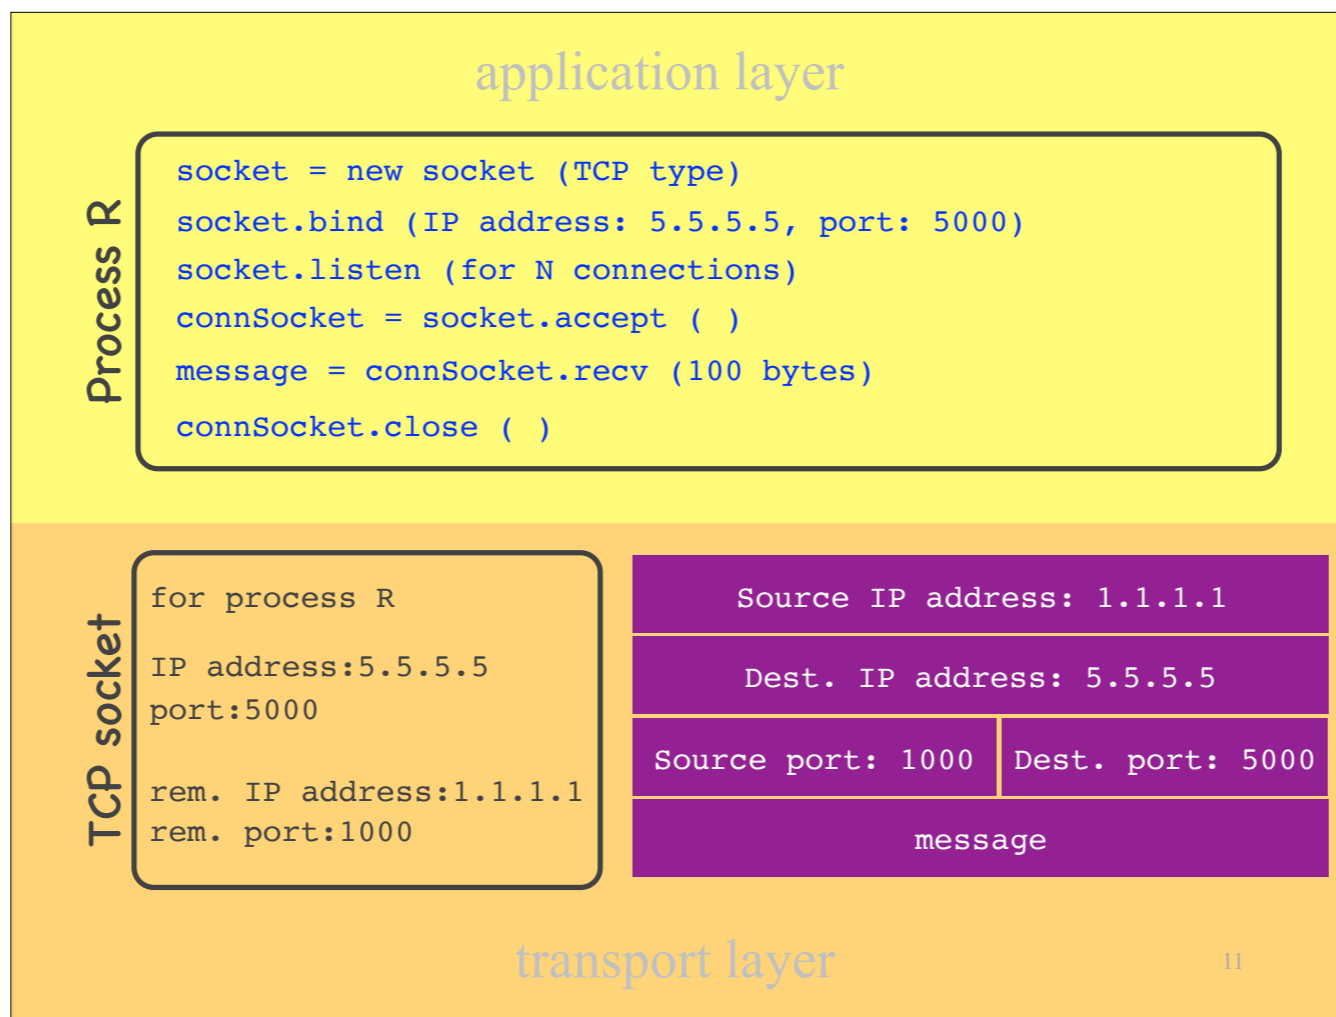 application layer
Process R
socket = new socket (TCP type)
socket.bind (IP address: 5.5.5.5, port: 5000)
socket.listen (for N connections)
connSocket = socket.accept ( )
message = connSocket.recv (100 bytes)
connSocket.close ( )
TCP socket
for process R
IP address:5.5.5.5
port:5000
rem. IP address:1.1.1.1
rem. port:1000
Source IP address: 1.1.1.1
Dest. IP address: 5.5.5.5
Source port: 1000
Dest. port: 5000
message
transport layer
11